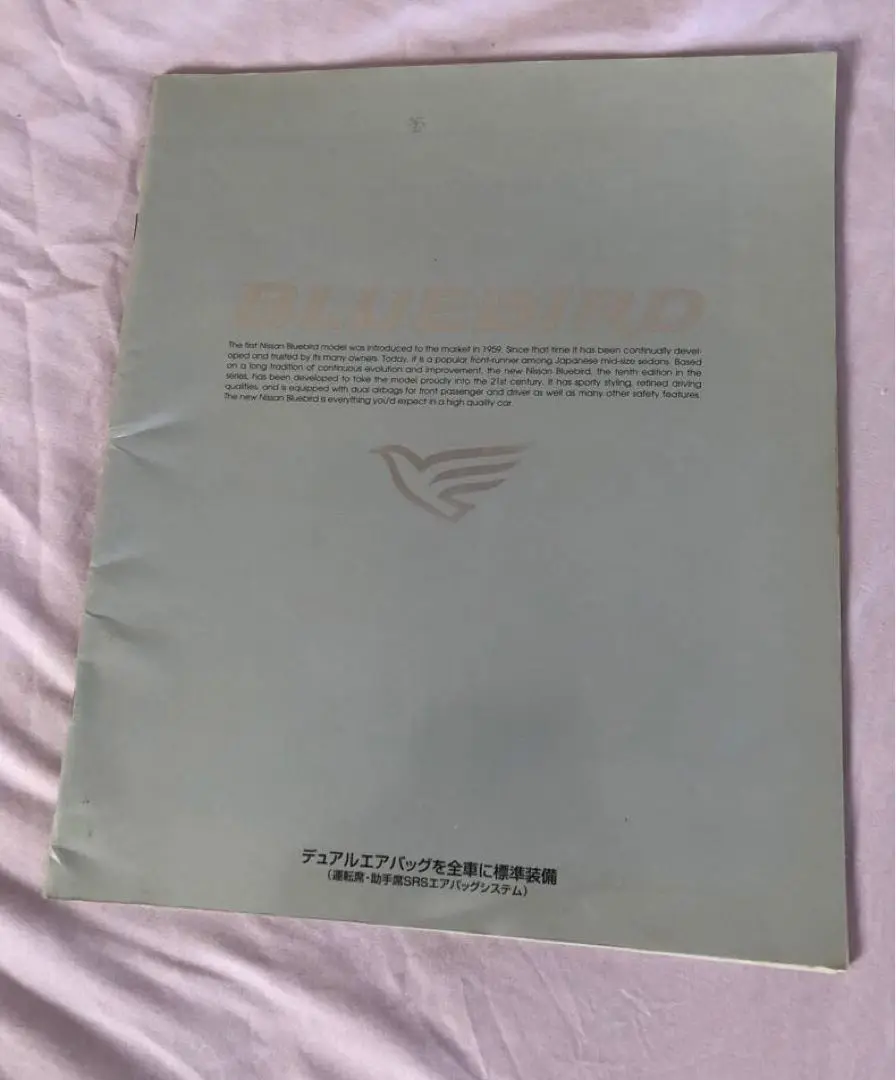 BLUEBIRD
The first Nissan Bluebird model was introduced to the market in 1959. Since that time it has been continually devel-
oped and trusted by its many owners. Today, it is a popular front-runner among Japanese mid-size sedans. Based
on a long tradition of continuous evolution and improvement, the new Nissan Bluebird, the tenth edition in the
series, has been developed to take the model proudly into the 21st century. It has sporty styling, refined driving
qualities, and is equipped with dual airbags for front passenger and driver as well as many other safety features.
The new Nissan Bluebird is everything you'd expect in a high quality car.
デュアルエアバッグを全車に標準装備
(運転席・助手席SRSエアバッグシステム)